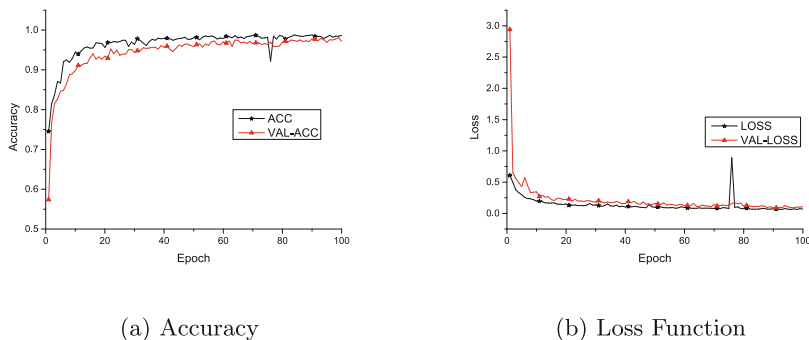 1.0
0.9
0.8
0.7
0.6
0.5
Accuracy
0 20 40 60 80 100
Epoch
ACC
VAL-ACC
(a) Accuracy
3.0
2.5
2.0
1.5
1.0
0.5
0.0
Loss
0 20 40 60 80 100
Epoch
LOSS
VAL-LOSS
(b) Loss Function